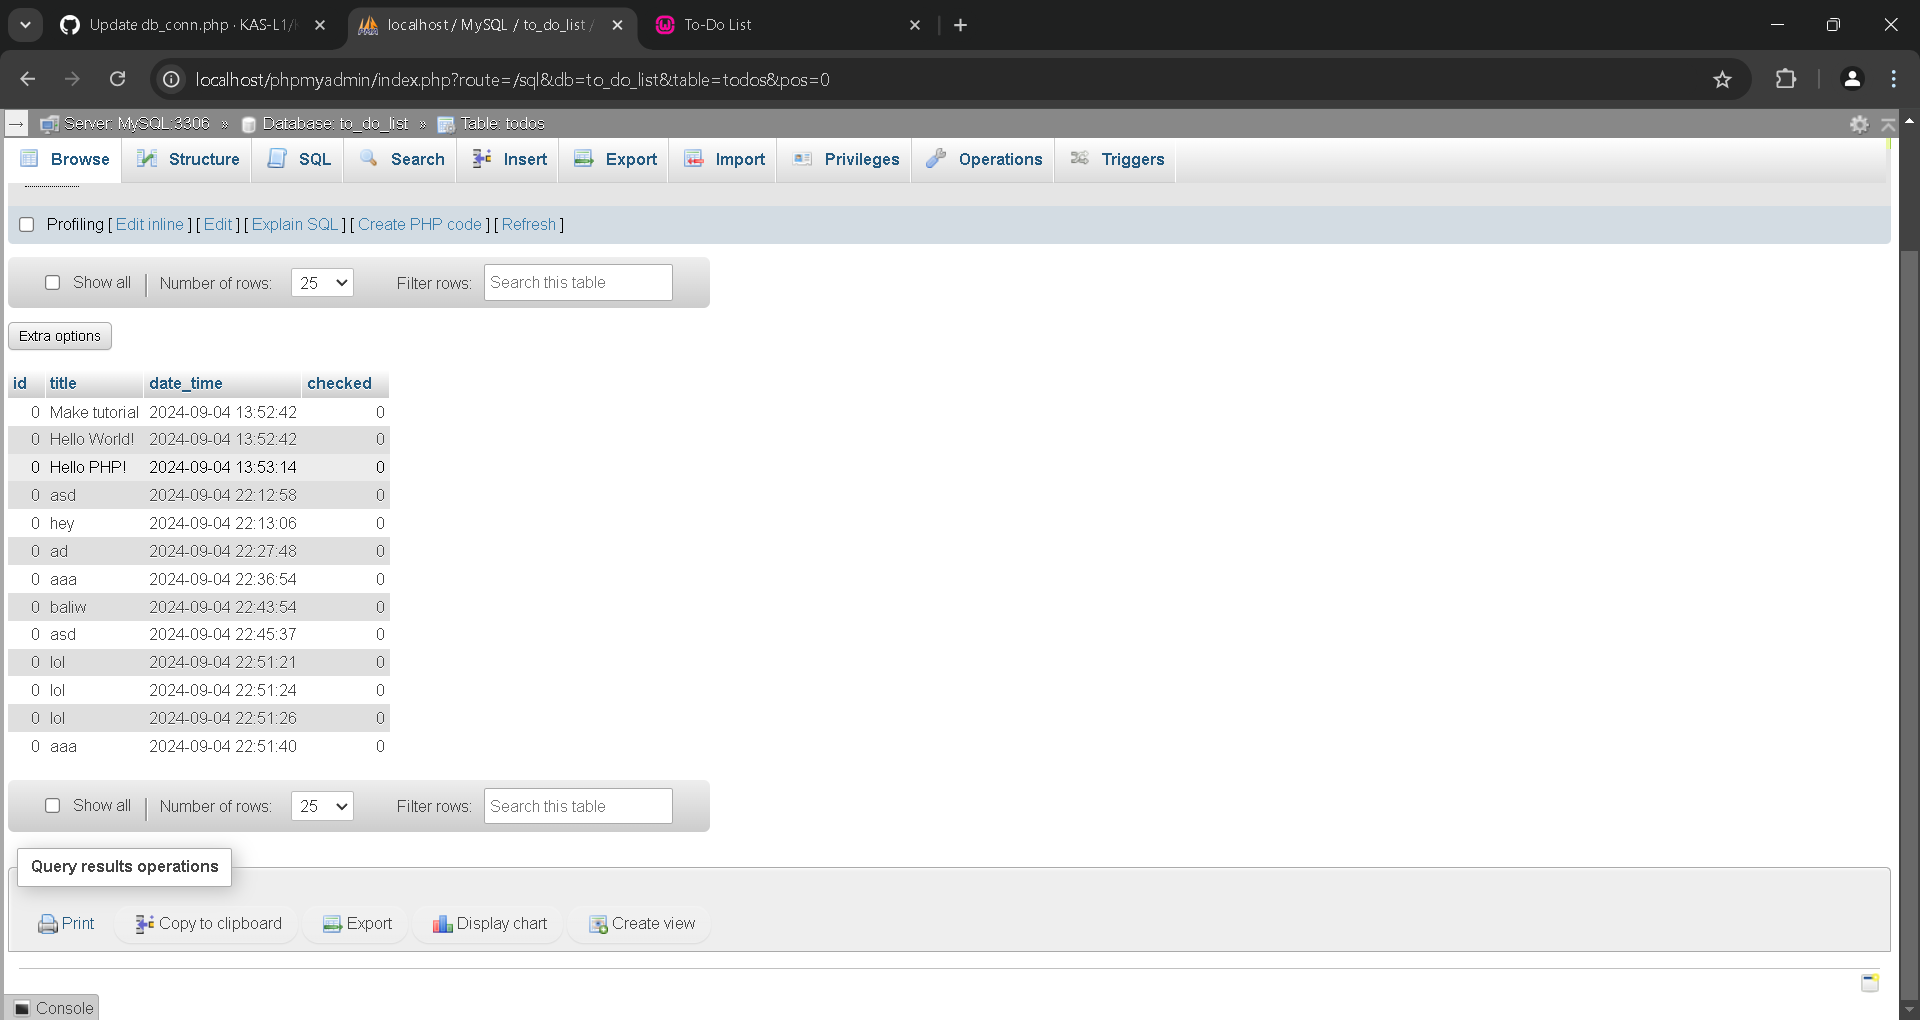 Update db_conn.php · KAS-L1/
localhost / MySQL / to_do_list /
To-Do List
localhost/phpmyadmin/index.php?route=/sql&db=to_do_list&table=todos&pos=0
Server: MySQL:3306 » Database: to_do_list » Table: todos
Browse Structure SQL Search Insert Export Import Privileges Operations Triggers
Profiling [ Edit inline ] [ Edit ] [ Explain SQL ] [ Create PHP code ] [ Refresh ]
Show all Number of rows: 25 Filter rows: Search this table
Extra options
id title date_time checked
0 Make tutorial 2024-09-04 13:52:42 0
0 Hello World! 2024-09-04 13:52:42 0
0 Hello PHP! 2024-09-04 13:53:14 0
0 asd 2024-09-04 22:12:58 0
0 hey 2024-09-04 22:13:06 0
0 ad 2024-09-04 22:27:48 0
0 aaa 2024-09-04 22:36:54 0
0 baliw 2024-09-04 22:43:54 0
0 asd 2024-09-04 22:45:37 0
0 lol 2024-09-04 22:51:21 0
0 lol 2024-09-04 22:51:24 0
0 lol 2024-09-04 22:51:26 0
0 aaa 2024-09-04 22:51:40 0
Show all Number of rows: 25 Filter rows: Search this table
Query results operations
Print Copy to clipboard Export Display chart Create view
Console